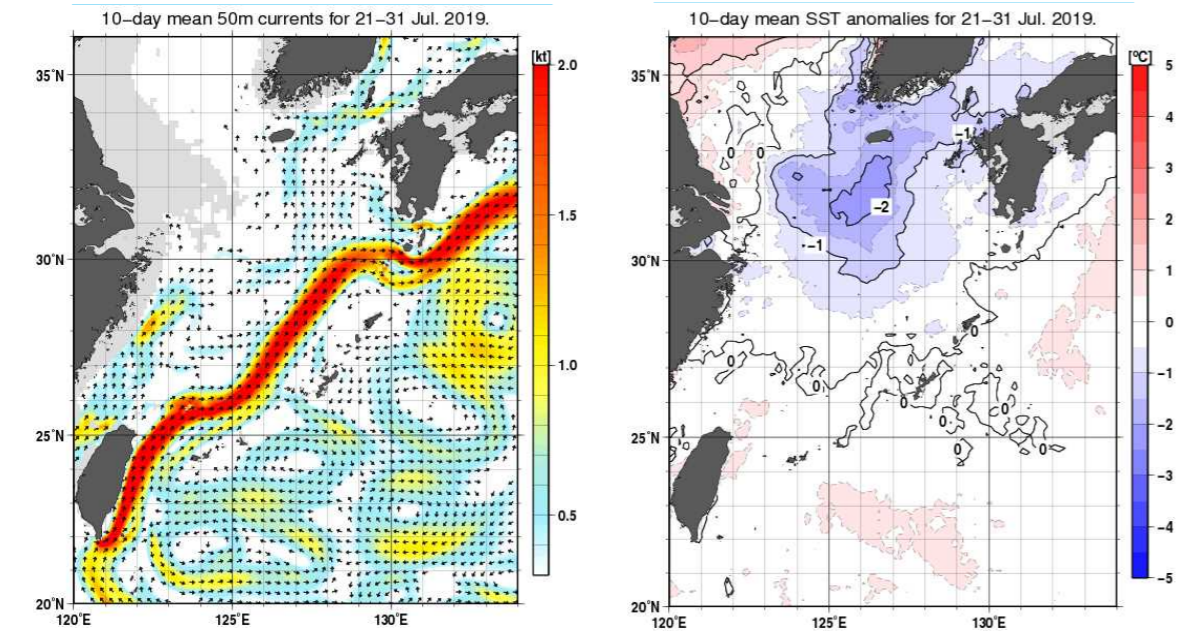 10-day mean 50m currents for 21-31 Jul. 2019.
[kt]
2.0
1.5
1.0
0.5
35°N
30°N
25°N
20°N
120°E
125°E
130°E
10-day mean SST anomalies for 21-31 Jul. 2019.
[°C]
5
4
3
2
1
0
-1
-2
-3
-4
-5
35°N
30°N
25°N
20°N
120°E
125°E
130°E
0
0
-1
-2
-1
0
0
0
0
0
0
0
0